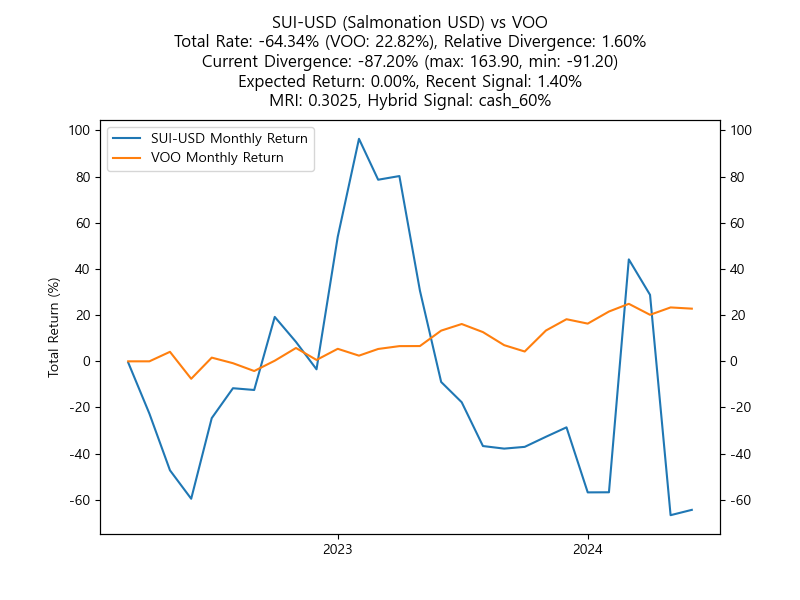 SUI-USD (Salmonation USD) vs VOO
Total Rate: -64.34% (VOO: 22.82%), Relative Divergence: 1.60%
Current Divergence: -87.20% (max: 163.90, min: -91.20)
Expected Return: 0.00%, Recent Signal: 1.40%
MRI: 0.3025, Hybrid Signal: cash_60%
SUI-USD Monthly Return
VOO Monthly Return
Total Return (%)
100
80
60
40
20
0
-20
-40
-60
100
80
60
40
20
0
-20
-40
-60
2023
2024